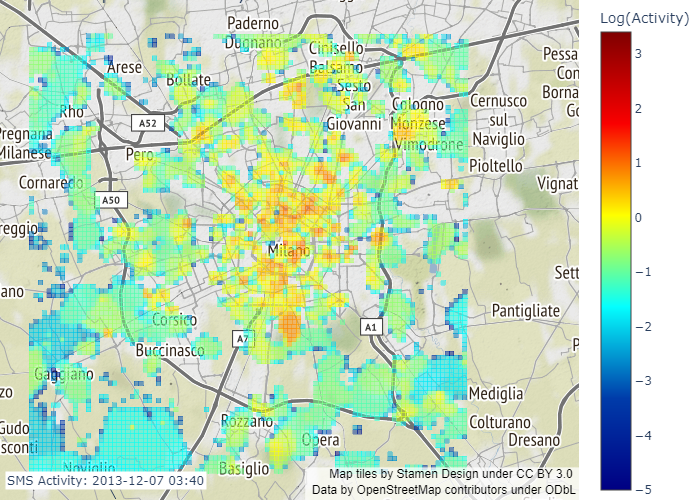 Paderno
Dugnano
Cinisello
Balsamo
Arese
Bollate
Sesto
San
Giovanni
Cologno
Monzese
Vimodrone
Cernusco
sul
Naviglio
Pessa
Con
Borna
Go
Rho
A52
Pregnana
Milanese
Pero
Pioltello
Cornaredo
Vignat
A50
reggio
Milano
Sett
ano
Pantigliate
Corsico
A7
A1
Buccinasco
P
Gaggiano
zo
Mediglia
Gudo
sconti
Rozzano
Colturano
Opera
Dresano
Noviglio
Basiglio
SMS Activity: 2013-12-07 03:40
Map tiles by Stamen Design under CC BY 3.0
Data by OpenStreetMap contributors under ODbL
Log(Activity)
3
2
1
0
−1
−2
−3
−4
−5